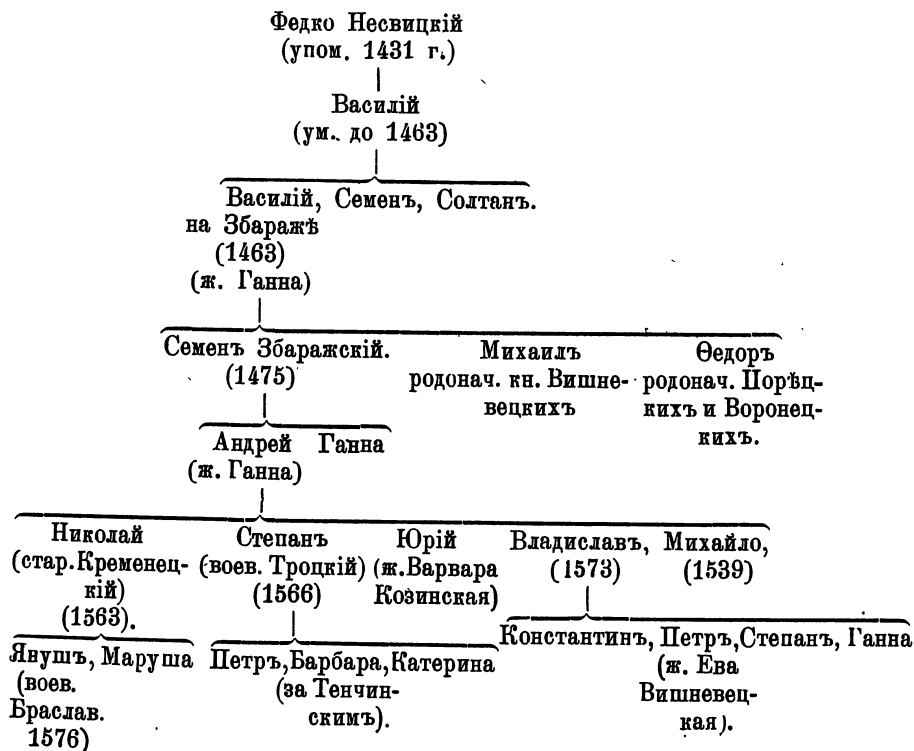 Федко Несвицкій
(упом. 1431 г.)
Василій
(ум. до 1463)
Василій, Семенъ, Солтанъ.
на Збаражѣ
(1463)
(ж. Ганна)
Семенъ Збаражскій.
(1475)
Михаилъ
родонач. кн. Вишне-
вецкихъ
Ѳедоръ
родонач. Порѣц-
кихъ и Воронец-
кихъ.
Андрей Ганна
(ж. Ганна)
Николай
(стар. Кременец-
кій)
(1563).
Степанъ
(воев. Троцкій)
(1566)
Юрій
(ж. Варвара
Козинская)
Владиславъ, Михайло,
(1573) (1539)
Янушъ, Маруша
(воев.
Браслав.
1576)
Петръ, Барбара, Катерина
(за Тенчин-
скимъ).
Константинъ, Петръ, Степанъ, Ганна
(ж. Ева
Вишневец-
кая).